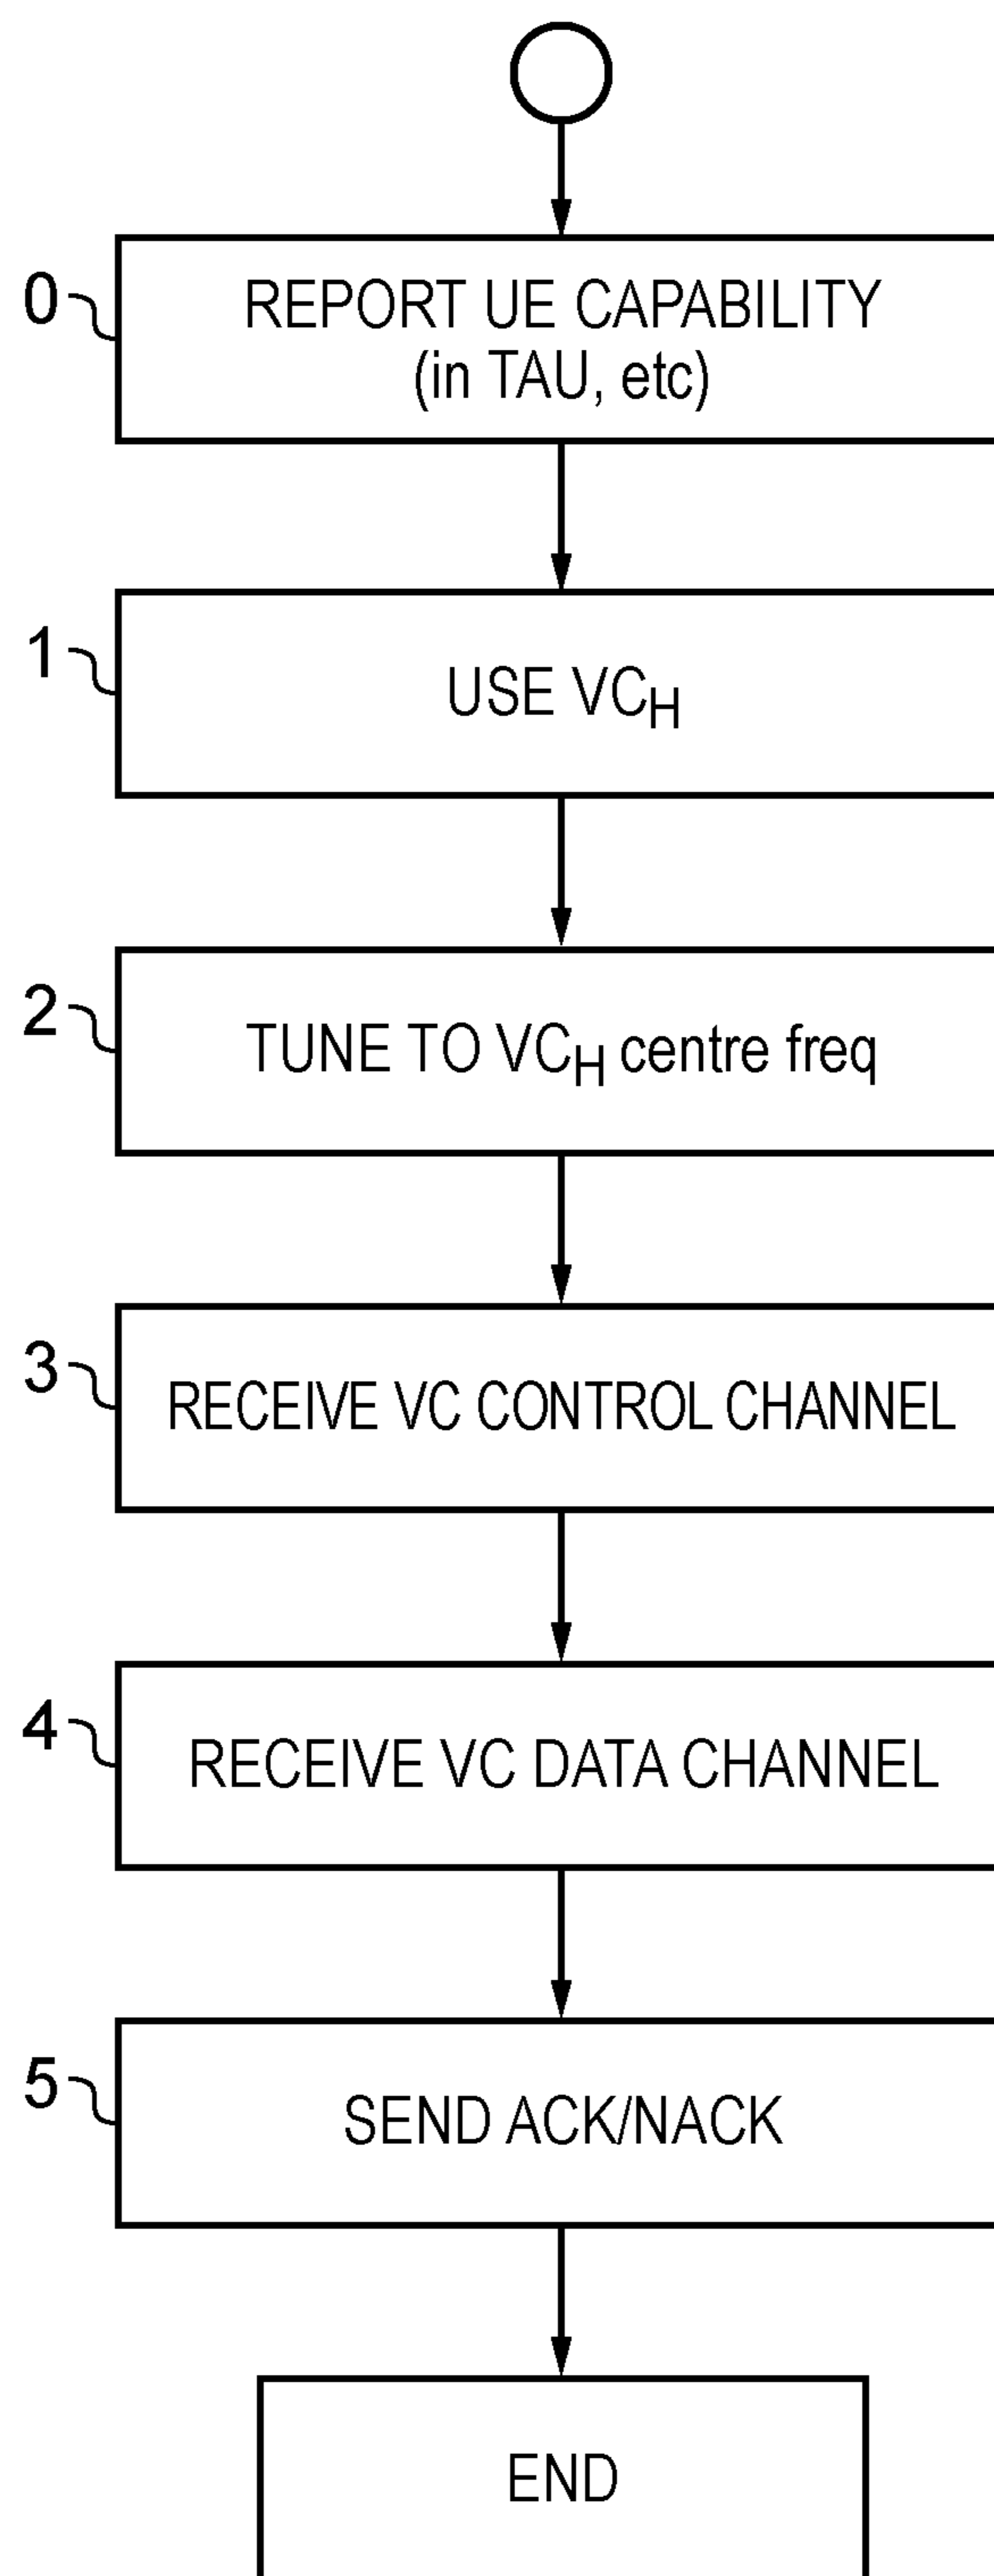 0
REPORT UE CAPABILITY
(in TAU, etc)
1
USE VCH
2
TUNE TO VCH centre freq
3
RECEIVE VC CONTROL CHANNEL
4
RECEIVE VC DATA CHANNEL
5
SEND ACK/NACK
END